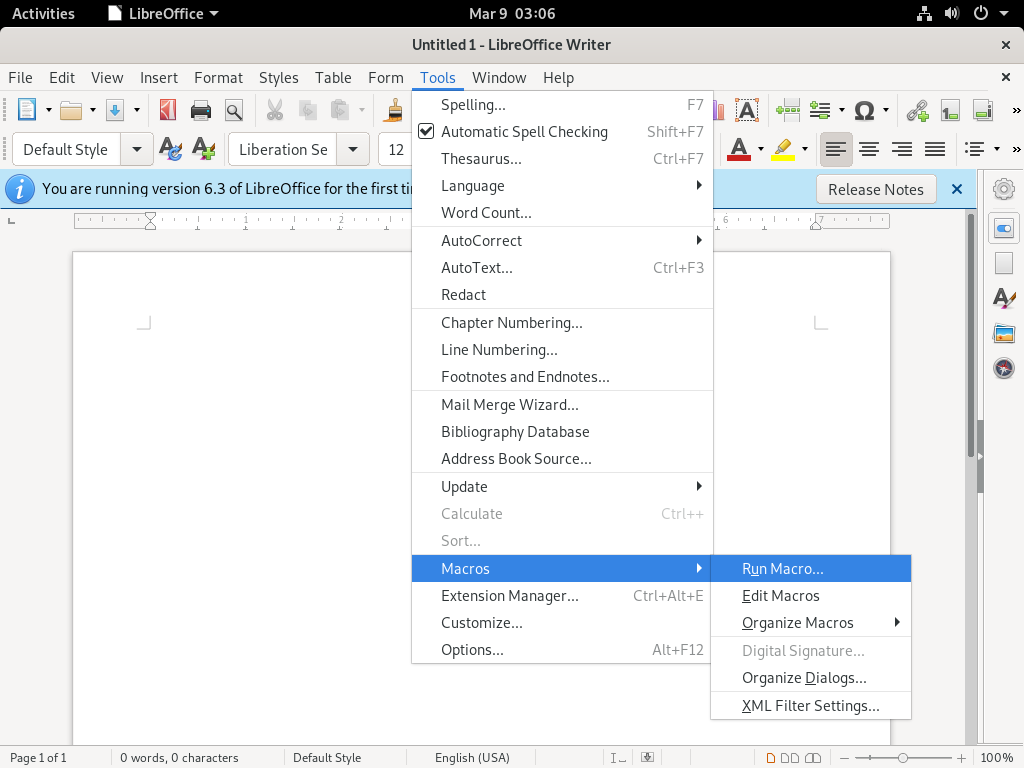 Activities LibreOffice Mar 9 03:06
Untitled 1 - LibreOffice Writer
File Edit View Insert Format Styles Table Form Tools Window Help
Default Style Liberation Se 12
You are running version 6.3 of LibreOffice for the first tin
Release Notes
1 2 6 7
Spelling... F7
Automatic Spell Checking Shift+F7
Thesaurus... Ctrl+F7
Language
Word Count...
AutoCorrect
AutoText... Ctrl+F3
Redact
Chapter Numbering...
Line Numbering...
Footnotes and Endnotes...
Mail Merge Wizard...
Bibliography Database
Address Book Source...
Update
Calculate Ctrl++
Sort...
Macros
Extension Manager... Ctrl+Alt+E
Customize...
Options... Alt+F12
Run Macro...
Edit Macros
Organize Macros
Digital Signature...
Organize Dialogs...
XML Filter Settings...
Page 1 of 1 0 words, 0 characters Default Style English (USA) 100%